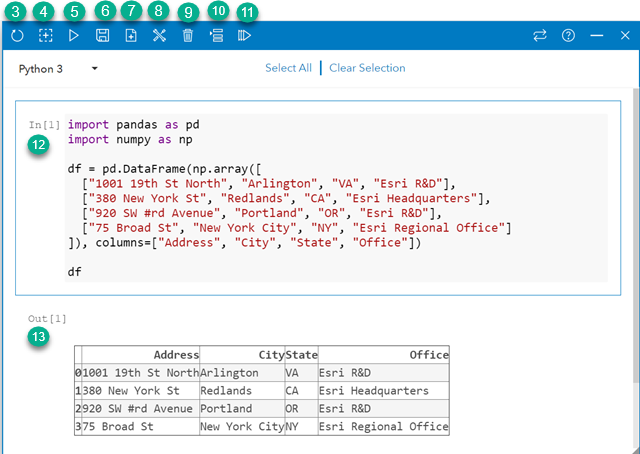 3 4 5 6 7 8 9 10 11
Python 3 Select All | Clear Selection
In[1] import pandas as pd
12 import numpy as np
df = pd.DataFrame(np.array([
["1001 19th St North", "Arlington", "VA", "Esri R&D"],
["380 New York St", "Redlands", "CA", "Esri Headquarters"],
["920 SW #rd Avenue", "Portland", "OR", "Esri R&D"],
["75 Broad St", "New York City", "NY", "Esri Regional Office"]
]), columns=["Address", "City", "State", "Office"])
df
Out[1]
13
Address City State Office
0 1001 19th St North Arlington VA Esri R&D
1 380 New York St Redlands CA Esri Headquarters
2 920 SW #rd Avenue Portland OR Esri R&D
3 75 Broad St New York City NY Esri Regional Office